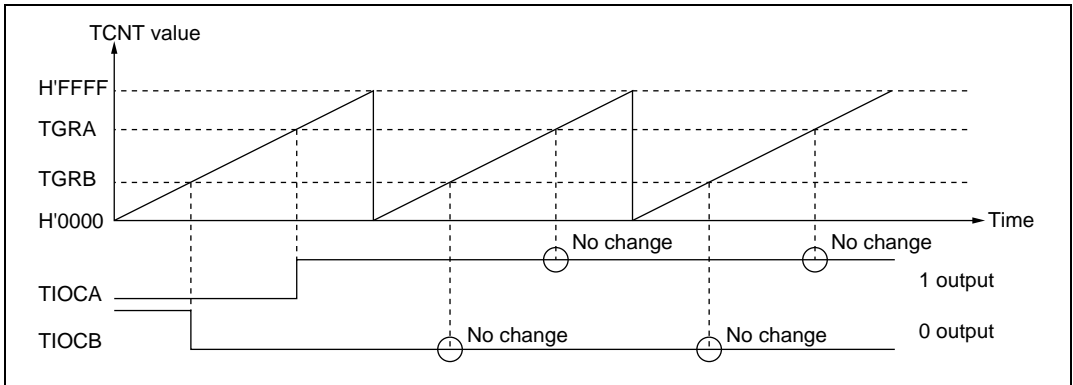 TCNT value
H'FFFF
TGRA
TGRB
H'0000
Time
No change
No change
TIOCA
1 output
No change
No change
TIOCB
0 output